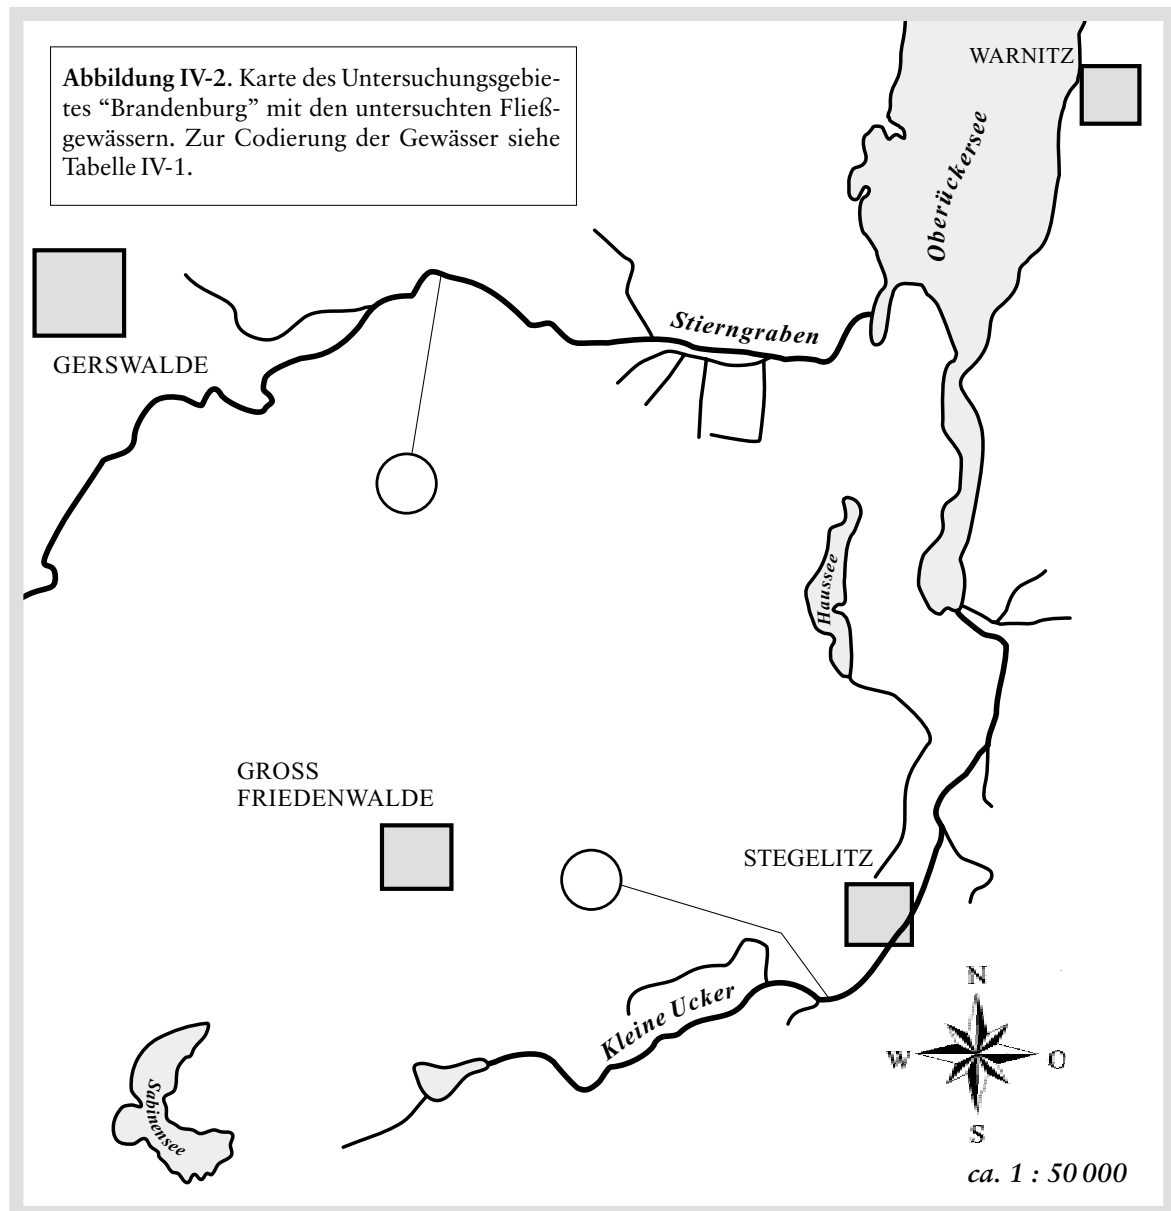 Abbildung IV-2. Karte des Untersuchungsgebie-
tes “Brandenburg” mit den untersuchten Fließ-
gewässern. Zur Codierung der Gewässer siehe
Tabelle IV-1.
WARNITZ
Oberückersee
GERSWALDE
Stierngraben
Haussee
GROSS
FRIEDENWALDE
STEGELITZ
Kleine Ucker
Sabinensee
N
W
O
S
ca. 1 : 50 000